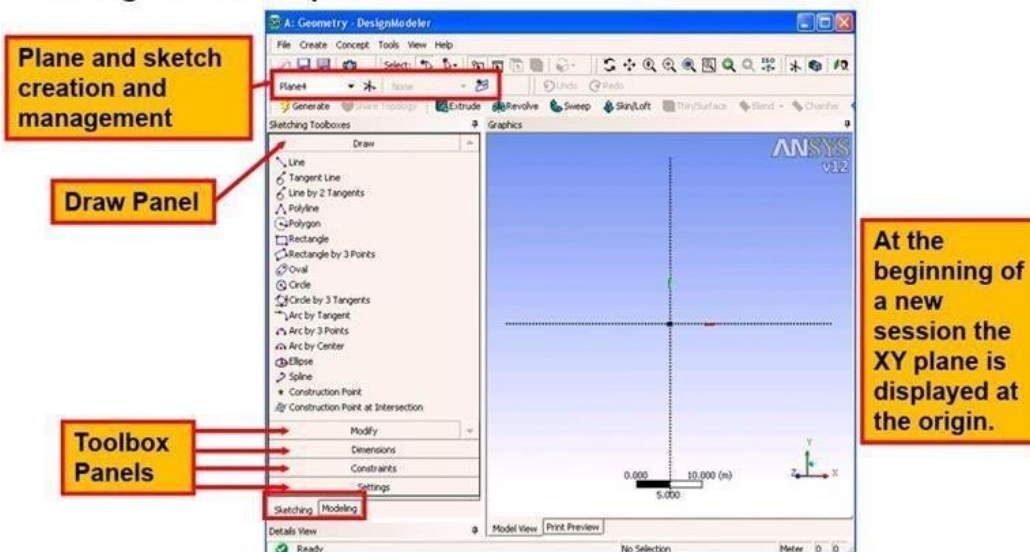 A: Geometry - DesignModeler
File Create Concept Tools View Help
Select:
Plane and sketch
creation and
management
Plane4 None Undo Redo
Generate Share Topology Extrude Revolve Sweep Skin/Loft Thin/Surface Blend Chamfer
Sketching Toolboxes Graphics
Draw
ANSYS
v12
Line
Tangent Line
Line by 2 Tangents
Polyline
Polygon
Rectangle
Rectangle by 3 Points
Oval
Circle
Circle by 3 Tangents
Arc by Tangent
Arc by 3 Points
Arc by Center
Ellipse
Spline
Construction Point
Construction Point at Intersection
Modify
Dimensions
Constraints
Settings
Sketching Modeling
Details View
Draw Panel
Toolbox
Panels
At the
beginning of
a new
session the
XY plane is
displayed at
the origin.
0.000 10.000 (m)
5.000
Y
Z X
Model View Print Preview
Ready No Selection Meter 0 0